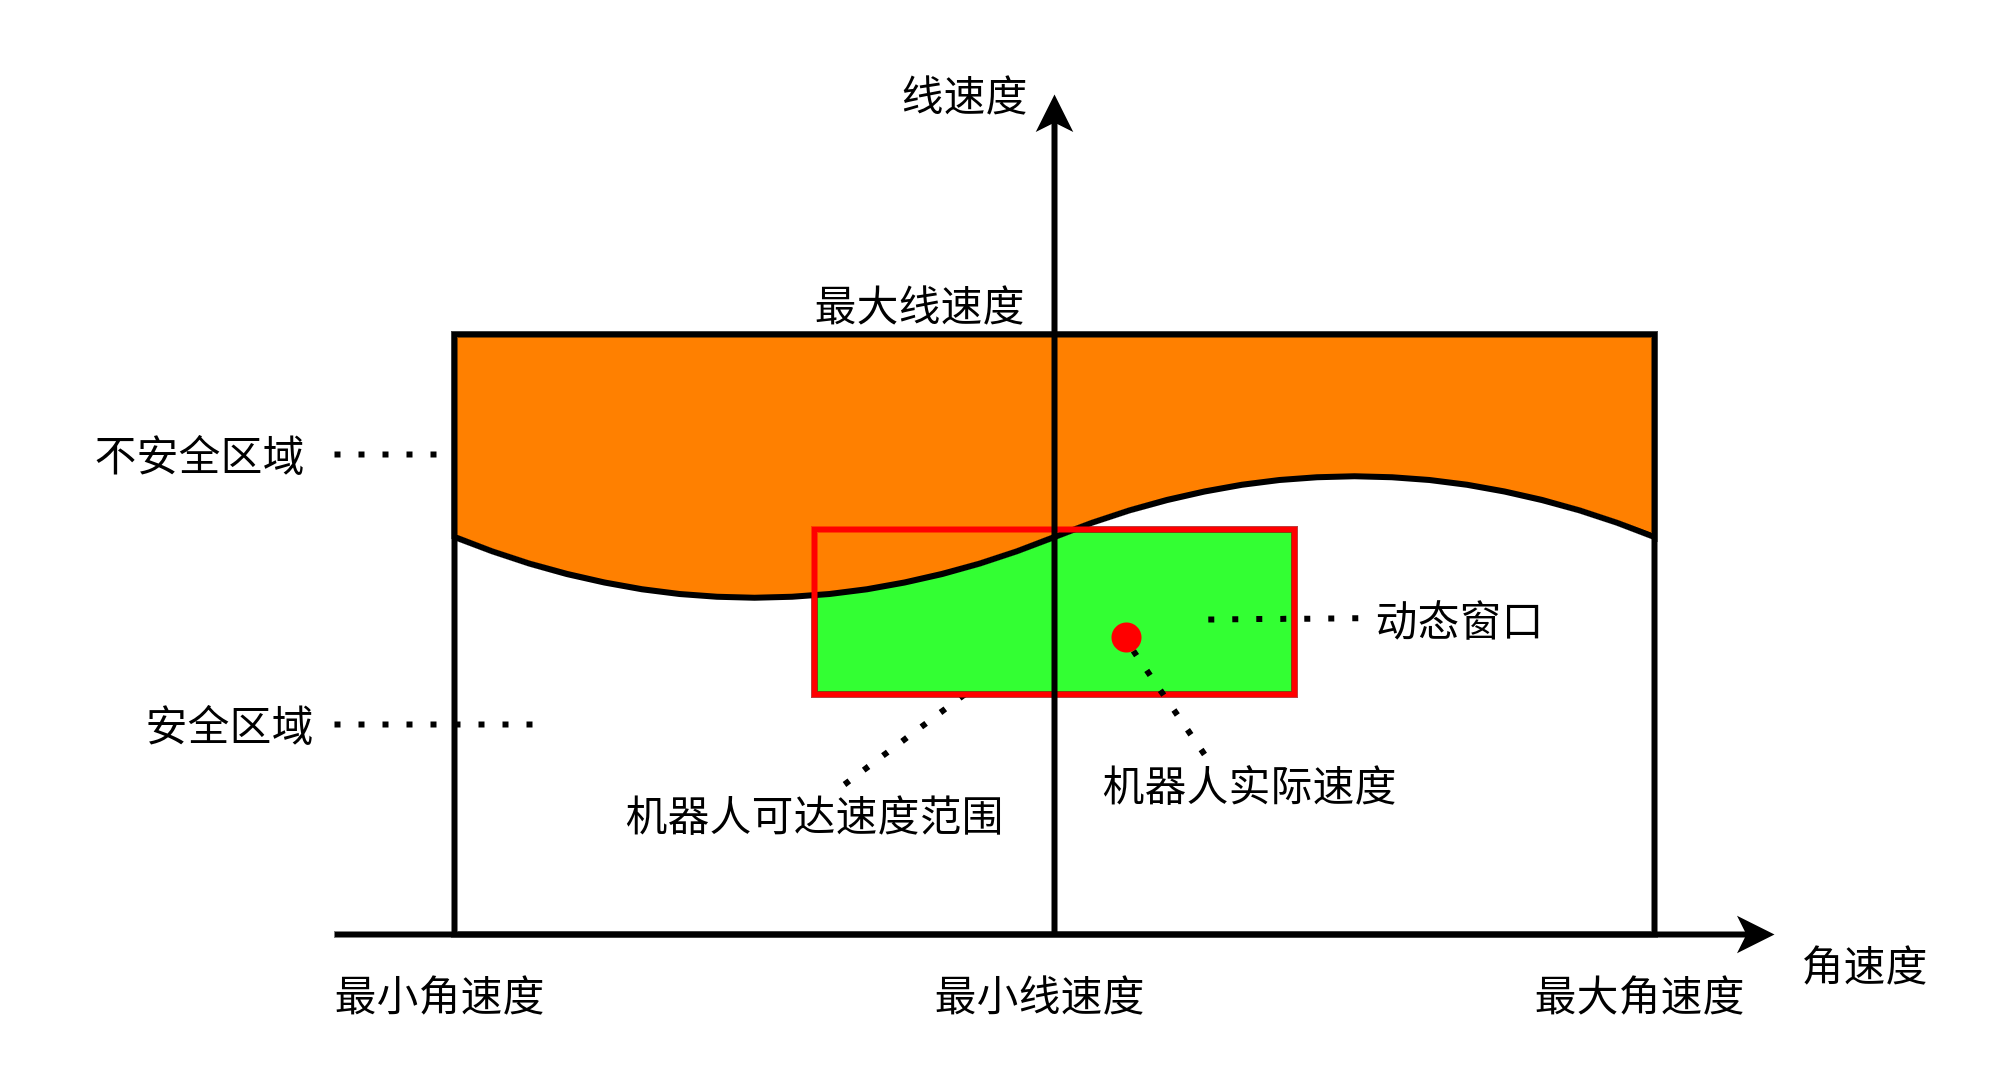 线速度
最大线速度
不安全区域
动态窗口
安全区域
机器人实际速度
机器人可达速度范围
角速度
最小角速度
最小线速度
最大角速度